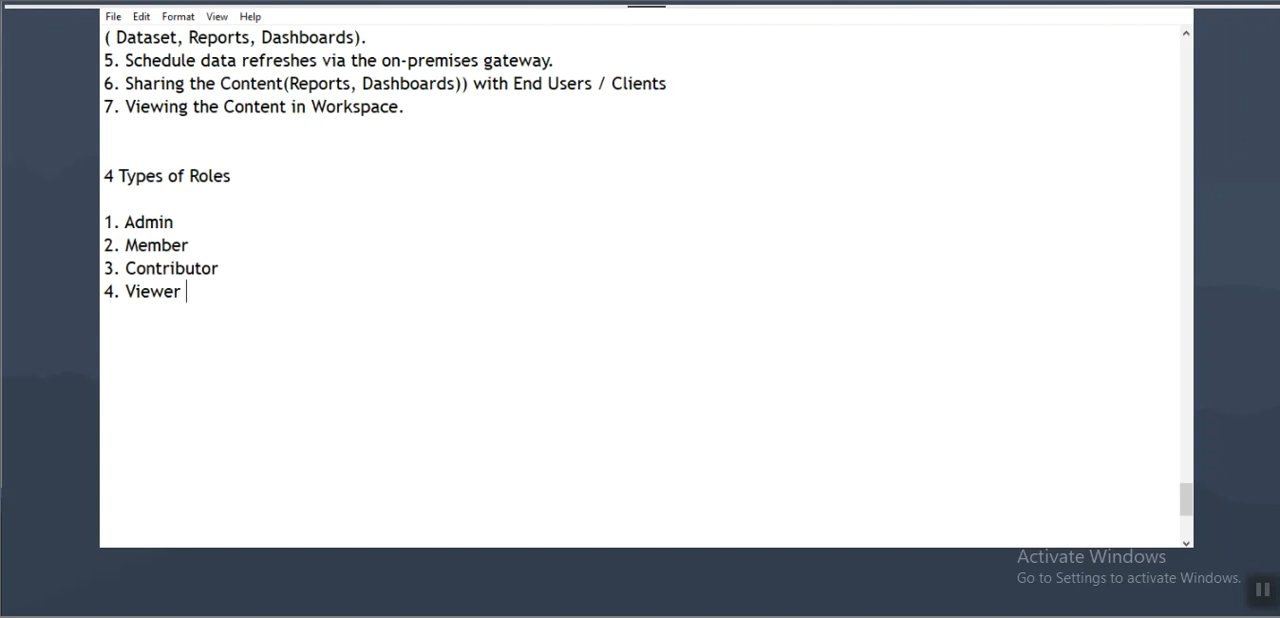 File Edit Format View Help
( Dataset, Reports, Dashboards).
5. Schedule data refreshes via the on-premises gateway.
6. Sharing the Content(Reports, Dashboards)) with End Users / Clients
7. Viewing the Content in Workspace.
4 Types of Roles
1. Admin
2. Member
3. Contributor
4. Viewer
Activate Windows
Go to Settings to activate Windows.